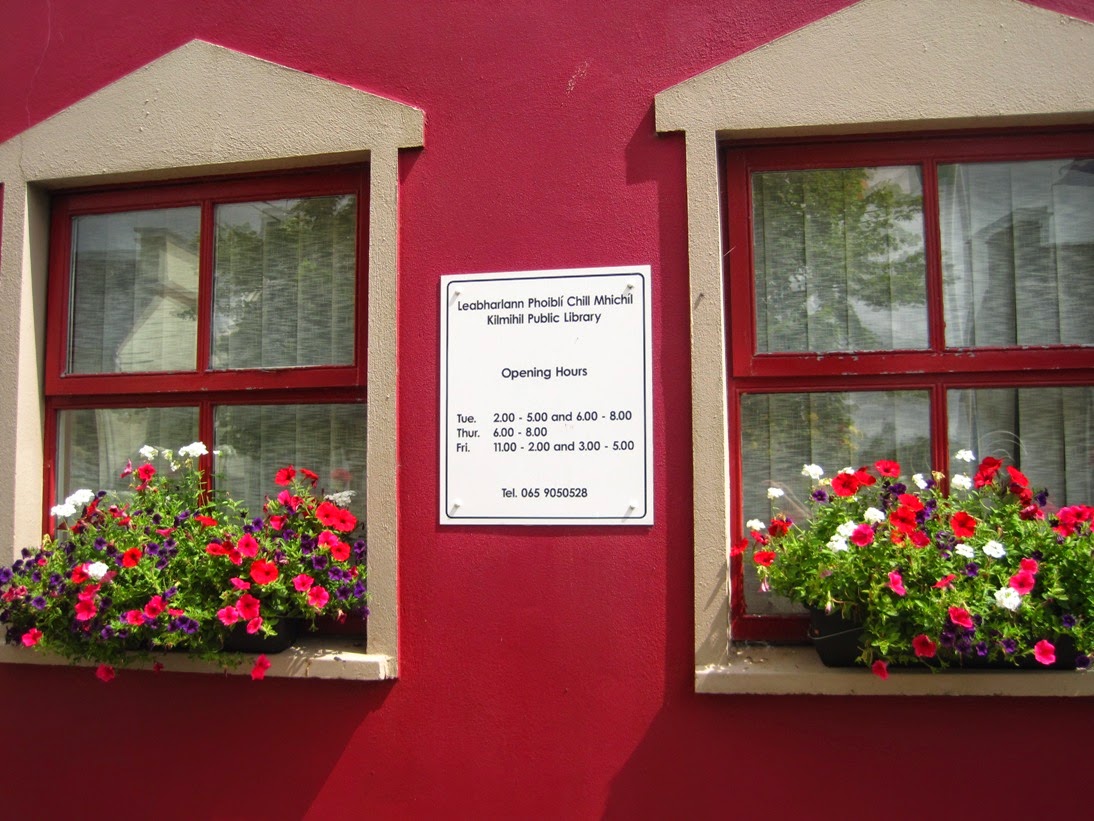 Leabharlann Phoiblí Chill Mhichil
Kilmihil Public Library
Opening Hours
Tue. 2.00 - 5.00 and 6.00 - 8.00
Thur. 6.00 - 8.00
Fri. 11.00 - 2.00 and 3.00 - 5.00
Tel. 065 9050528